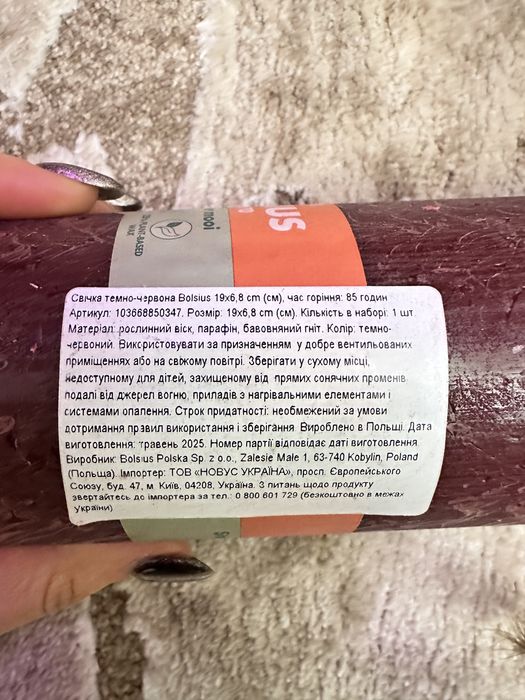 mooi
PLANT-BASED
WAX
us
Свічка темно-червона Bolsius 19x6,8 cm (см), час горіння: 85 годин
Артикул: 103668850347. Розмір: 19x6,8 cm (см). Кількість в наборі: 1 шт.
Матеріал: рослинний віск, парафін, бавовняний гніт. Колір: темно-
червоний. Використовувати за призначенням у добре вентильованих
приміщеннях або на свіжому повітрі. Зберігати у сухому місці,
недоступному для дітей, захищеному від прямих сонячних променів
подалі від джерел вогню, приладів з нагрівальними елементами і
системами опалення. Строк придатності: необмежений за умови
дотримання правил використання і зберігання. Вироблено в Польщі. Дата
виготовлення: травень 2025. Номер партії відповідає даті виготовлення
Виробник: Bolsius Polska Sp. z o.o., Zalesie Małe 1, 63-740 Kobylin, Poland
(Польща). Імпортер: ТОВ «НОВУС УКРАЇНА», просп. Європейського
Союзу, буд. 47, м. Київ, 04208, Україна. З питань щодо продукту
звертайтесь до імпортера за тел.: 0 800 601 729 (безкоштовно в межах
України)